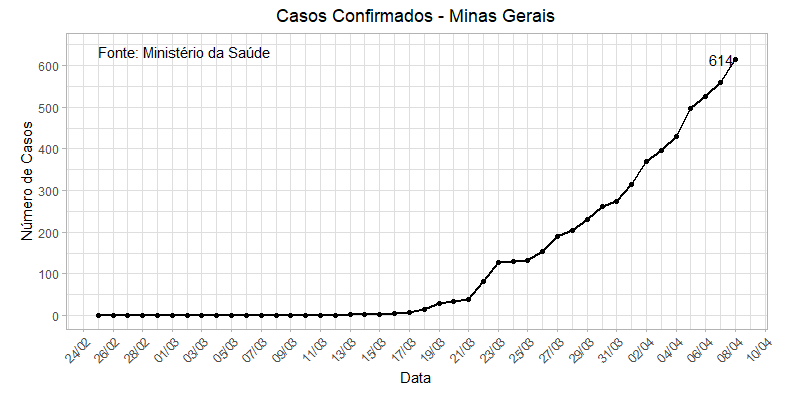 Casos Confirmados - Minas Gerais
Fonte: Ministério da Saúde
614
Número de Casos
600
500
400
300
200
100
0
24/02 26/02 28/02 01/03 03/03 05/03 07/03 09/03 11/03 13/03 15/03 17/03 19/03 21/03 23/03 25/03 27/03 29/03 31/03 02/04 04/04 06/04 08/04 10/04
Data